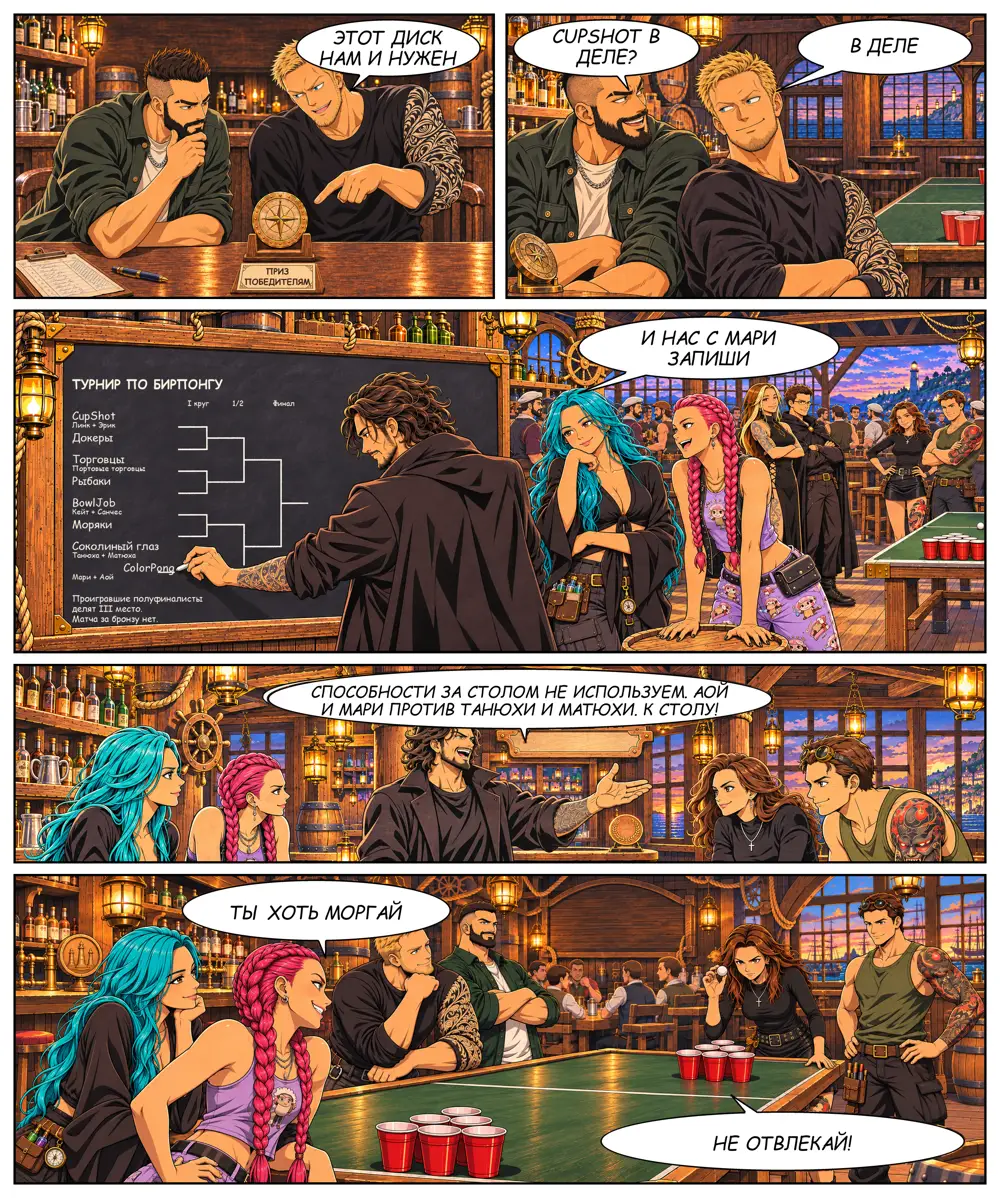 ЭТОТ ДИСК
НАМ И НУЖЕН
ПРИЗ
ПОБЕДИТЕЛЯМ
CUPSHOT В
ДЕЛЕ?
В ДЕЛЕ
ТУРНИР ПО БИРПОНГУ
I круг 1/2 Финал
CupShot
Линк + Эрик
Докеры
Торговцы
Портовые торговцы
Рыбаки
BowlJob
Кейт + Санчес
Моряки
Соколиный глаз
Танюха + Матюха
ColorPong
Мари + Аой
Проигравшие полуфиналисты
делят III место.
Матча за бронзу нет.
И НАС С МАРИ
ЗАПИШИ
СПОСОБНОСТИ ЗА СТОЛОМ НЕ ИСПОЛЬЗУЕМ. АОЙ
И МАРИ ПРОТИВ ТАНЮХИ И МАТЮХИ. К СТОЛУ!
ТЫ ХОТЬ МОРГАЙ
НЕ ОТВЛЕКАЙ!